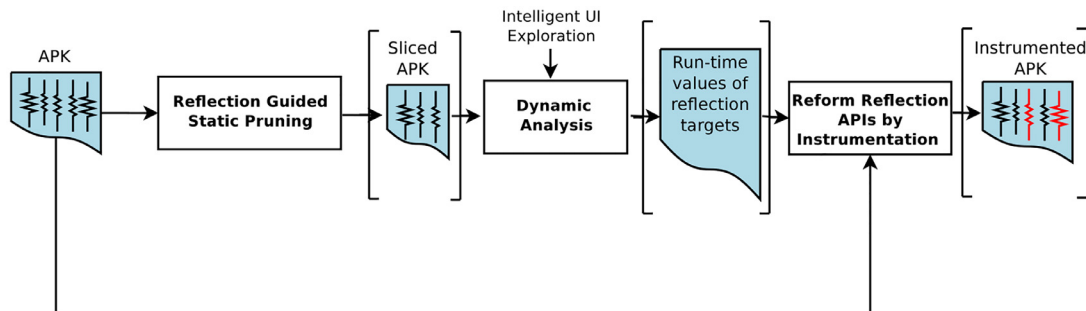 APK
Reflection Guided
Static Pruning
Sliced
APK
Intelligent UI
Exploration
Dynamic
Analysis
Run-time
values of
reflection
targets
Reform Reflection
APIs by
Instrumentation
Instrumented
APK